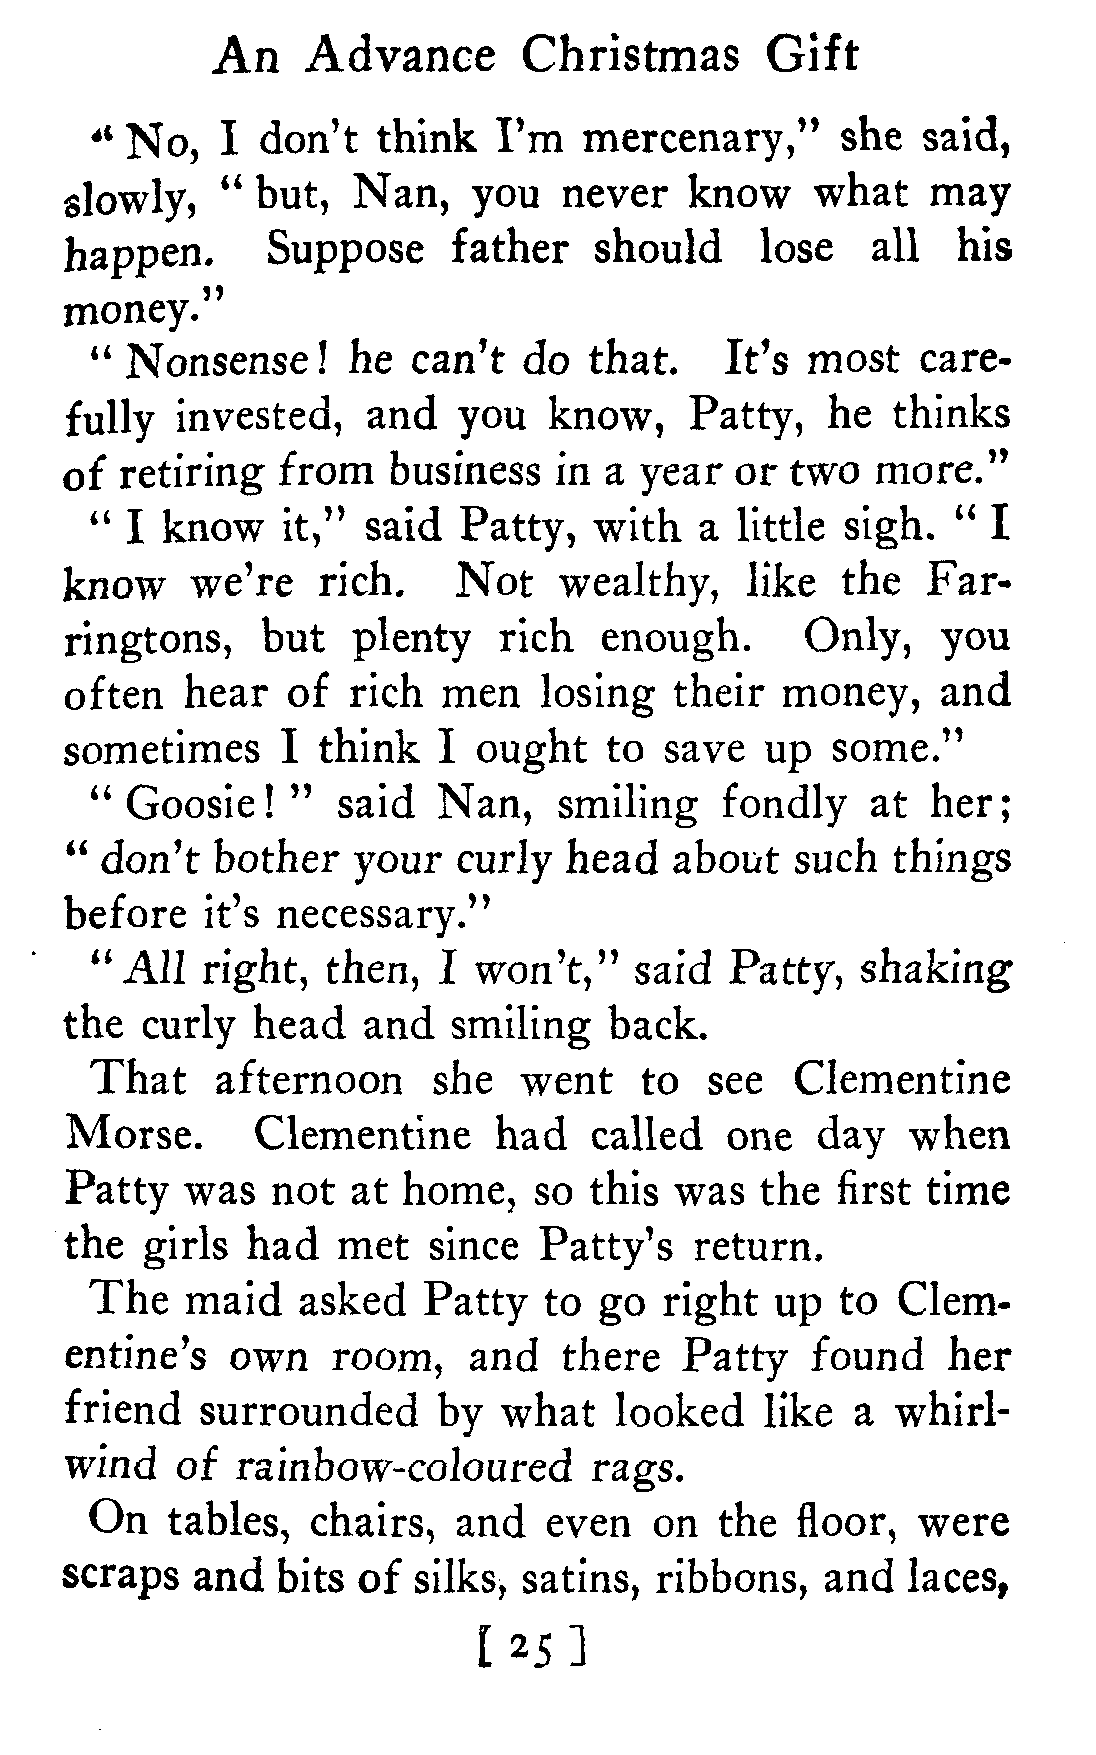 An Advance Christmas Gift
" No, I don't think I'm mercenary," she said,
slowly, " but, Nan, you never know what may
happen. Suppose father should lose all his
money."
" Nonsense! he can't do that. It's most care-
fully invested, and you know, Patty, he thinks
of retiring from business in a year or two more."
" I know it," said Patty, with a little sigh. " I
know we're rich. Not wealthy, like the Far-
ringtons, but plenty rich enough. Only, you
often hear of rich men losing their money, and
sometimes I think I ought to save up some."
" Goosie! " said Nan, smiling fondly at her;
" don't bother your curly head about such things
before it's necessary."
" All right, then, I won't," said Patty, shaking
the curly head and smiling back.
That afternoon she went to see Clementine
Morse. Clementine had called one day when
Patty was not at home, so this was the first time
the girls had met since Patty's return.
The maid asked Patty to go right up to Clem-
entine's own room, and there Patty found her
friend surrounded by what looked like a whirl-
wind of rainbow-coloured rags.
On tables, chairs, and even on the floor, were
scraps and bits of silks, satins, ribbons, and laces,
[ 25 ]